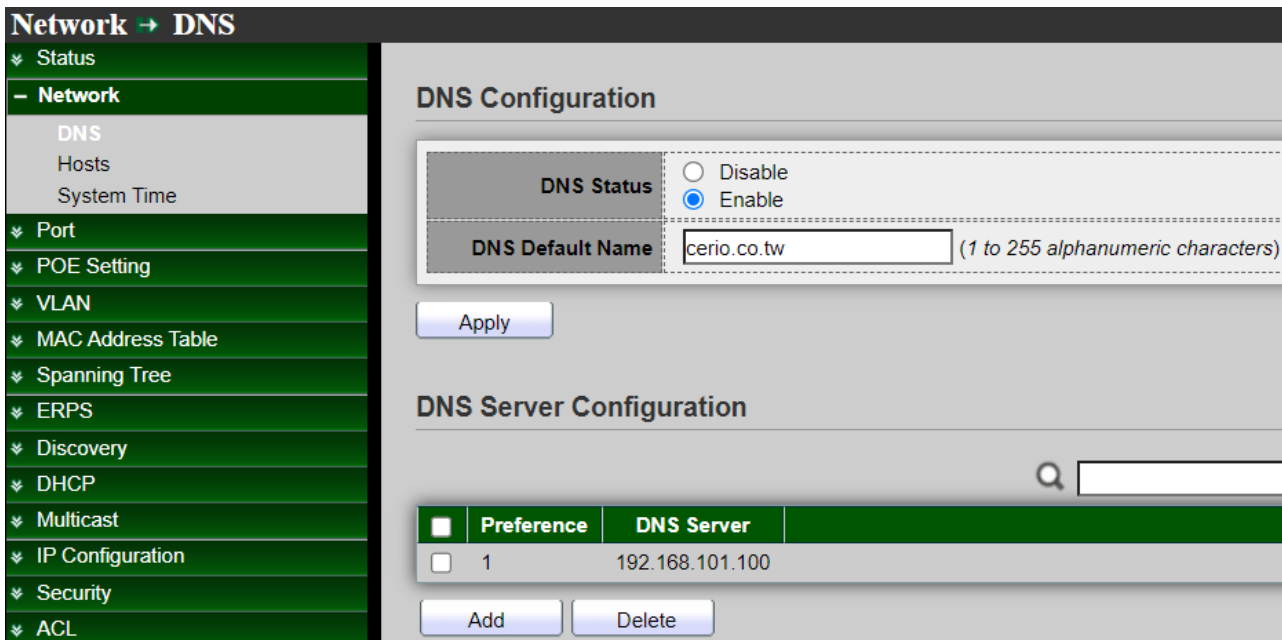 Network → DNS
Status
Network
DNS
Hosts
System Time
Port
POE Setting
VLAN
MAC Address Table
Spanning Tree
ERPS
Discovery
DHCP
Multicast
IP Configuration
Security
ACL
DNS Configuration
DNS Status
Disable
Enable
DNS Default Name cerio.co.tw (1 to 255 alphanumeric characters)
Apply
DNS Server Configuration
Preference DNS Server
1 192.168.101.100
Add Delete